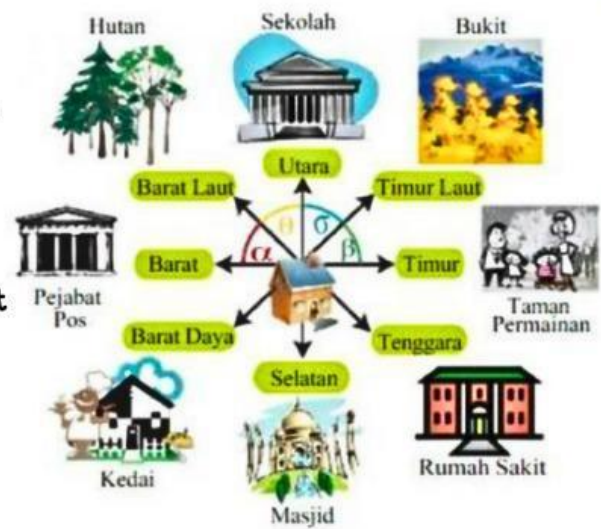 Hutan
Sekolah
Bukit
Utara
Barat Laut
Timur Laut
θ
σ
α
β
Barat
Timur
Pejabat
Pos
Taman
Permainan
Barat Daya
Tenggara
Selatan
Kedai
Rumah Sakit
Masjid
t